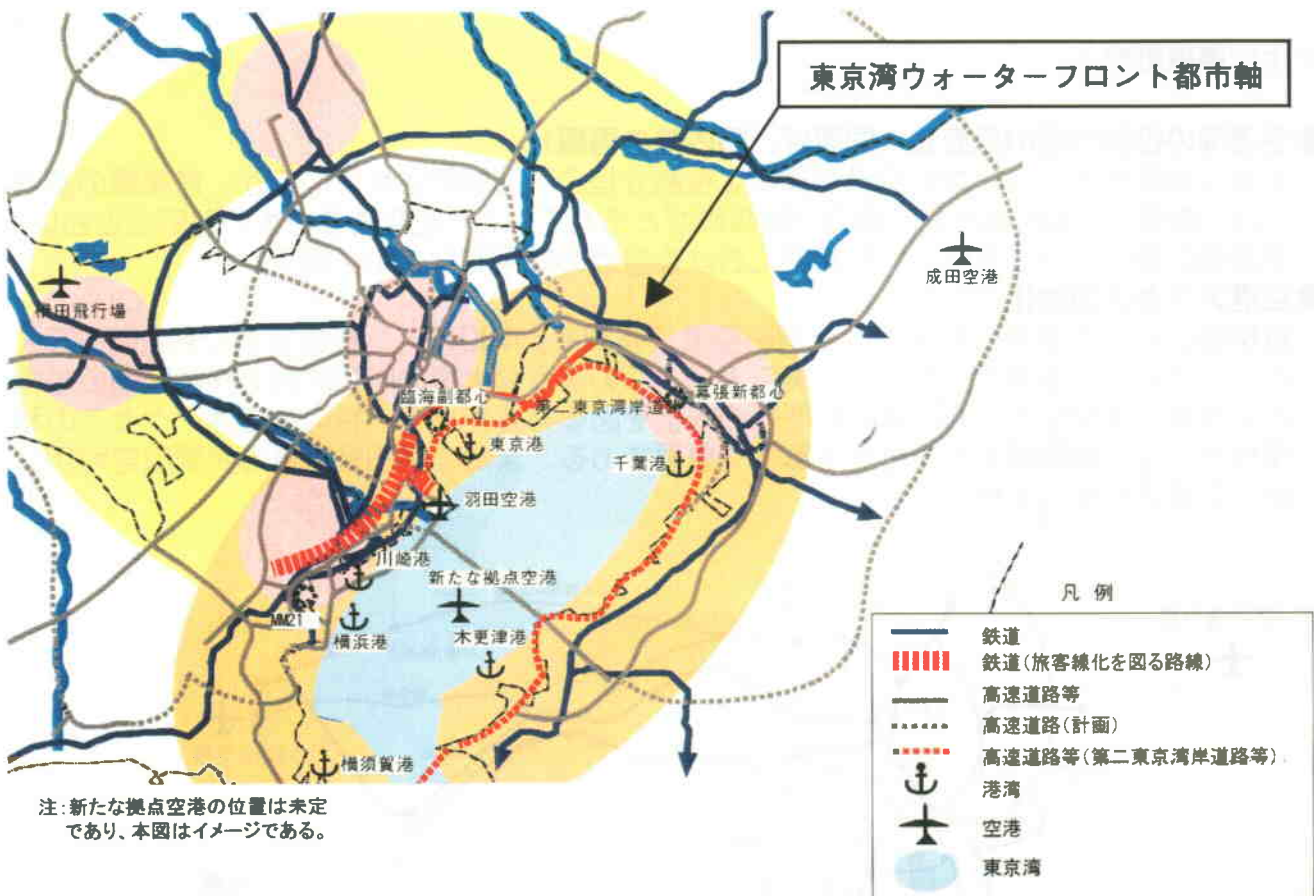 東京湾ウォーターフロント都市軸
成田空港
横田飛行場
臨海副都心
第二東京湾岸道路
幕張新都心
東京港
千葉港
羽田空港
川崎港
新たな拠点空港
MM21
横浜港
木更津港
横須賀港
注:新たな拠点空港の位置は未定
であり、本図はイメージである。
凡 例
鉄道
鉄道(旅客線化を図る路線)
高速道路等
高速道路(計画)
高速道路等(第二東京湾岸道路等)
港湾
空港
東京湾